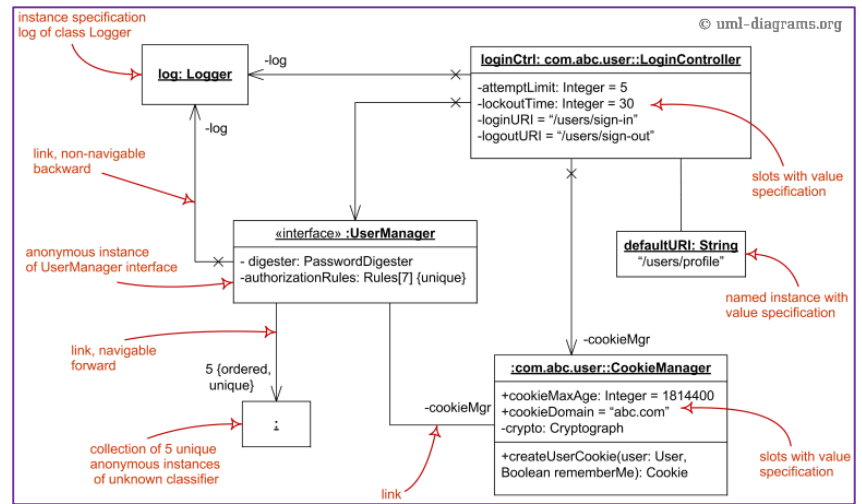 instance specification
log of class Logger
© uml-diagrams.org
log: Logger
-log
loginCtrl: com.abc.user::LoginController
-attemptLimit: Integer = 5
-lockoutTime: Integer = 30
-loginURI = “/users/sign-in”
-logoutURI = “/users/sign-out”
-log
link, non-navigable
backward
slots with value
specification
«interface» :UserManager
- digester: PasswordDigester
-authorizationRules: Rules[7] {unique}
anonymous instance
of UserManager interface
defaultURI: String
“/users/profile”
named instance with
value specification
link, navigable
forward
-cookieMgr
5 {ordered,
unique}
:com.abc.user::CookieManager
+cookieMaxAge: Integer = 1814400
+cookieDomain = “abc.com”
-crypto: Cryptograph
+createUserCookie(user: User,
Boolean rememberMe): Cookie
-cookieMgr
:
collection of 5 unique
anonymous instances
of unknown classifier
link
slots with value
specification